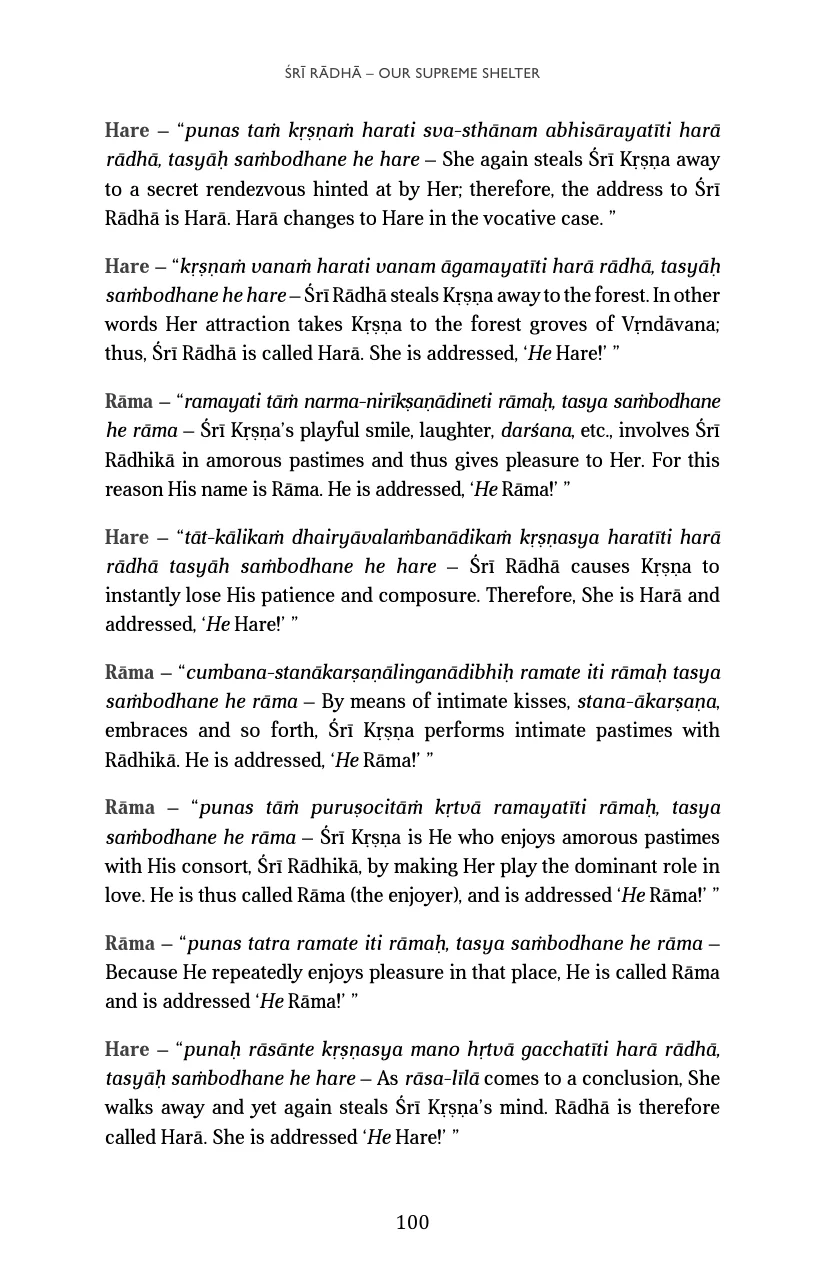 ŚRĪ RĀDHĀ – OUR SUPREME SHELTER
Hare – “punas taṁ kṛṣṇaṁ harati sva-sthānam abhisārayatīti harā
rādhā, tasyāḥ saṁbodhane he hare – She again steals Śrī Kṛṣṇa away
to a secret rendezvous hinted at by Her; therefore, the address to Śrī
Rādhā is Harā. Harā changes to Hare in the vocative case. ”
Hare – “kṛṣṇaṁ vanaṁ harati vanam āgamayatīti harā rādhā, tasyāḥ
saṁbodhane he hare – Śrī Rādhā steals Kṛṣṇa away to the forest. In other
words Her attraction takes Kṛṣṇa to the forest groves of Vṛndāvana;
thus, Śrī Rādhā is called Harā. She is addressed, ‘He Hare!’ ”
Rāma – “ramayati tāṁ narma-nirīkṣaṇādineti rāmaḥ, tasya saṁbodhane
he rāma – Śrī Kṛṣṇa’s playful smile, laughter, darśana, etc., involves Śrī
Rādhikā in amorous pastimes and thus gives pleasure to Her. For this
reason His name is Rāma. He is addressed, ‘He Rāma!’ ”
Hare – “tāt-kālikaṁ dhairyāvalambanādikaṁ kṛṣṇasya haratīti harā
rādhā tasyāh saṁbodhane he hare – Śrī Rādhā causes Kṛṣṇa to
instantly lose His patience and composure. Therefore, She is Harā and
addressed, ‘He Hare!’ ”
Rāma – “cumbana-stanākarṣaṇālinganādibhiḥ ramate iti rāmaḥ tasya
saṁbodhane he rāma – By means of intimate kisses, stana-ākarṣaṇa,
embraces and so forth, Śrī Kṛṣṇa performs intimate pastimes with
Rādhikā. He is addressed, ‘He Rāma!’ ”
Rāma – “punas tāṁ puruṣocitāṁ kṛtvā ramayatīti rāmaḥ, tasya
saṁbodhane he rāma – Śrī Kṛṣṇa is He who enjoys amorous pastimes
with His consort, Śrī Rādhikā, by making Her play the dominant role in
love. He is thus called Rāma (the enjoyer), and is addressed ‘He Rāma!’ ”
Rāma – “punas tatra ramate iti rāmaḥ, tasya saṁbodhane he rāma –
Because He repeatedly enjoys pleasure in that place, He is called Rāma
and is addressed ‘He Rāma!’ ”
Hare – “punaḥ rāsānte kṛṣṇasya mano hṛtvā gacchatīti harā rādhā,
tasyāḥ saṁbodhane he hare – As rāsa-līlā comes to a conclusion, She
walks away and yet again steals Śrī Kṛṣṇa’s mind. Rādhā is therefore
called Harā. She is addressed ‘He Hare!’ ”
100